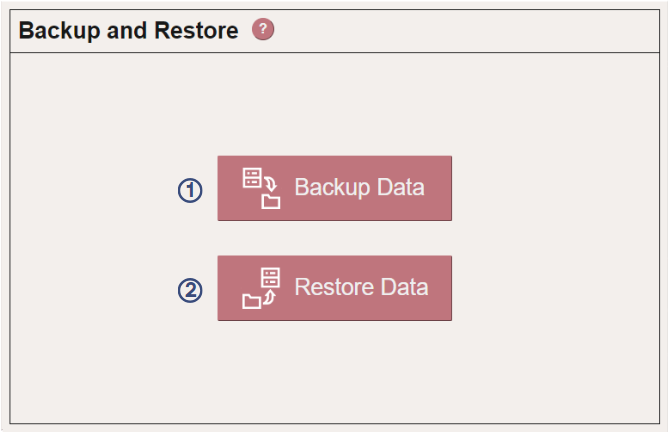 Backup and Restore ?
① Backup Data
② Restore Data